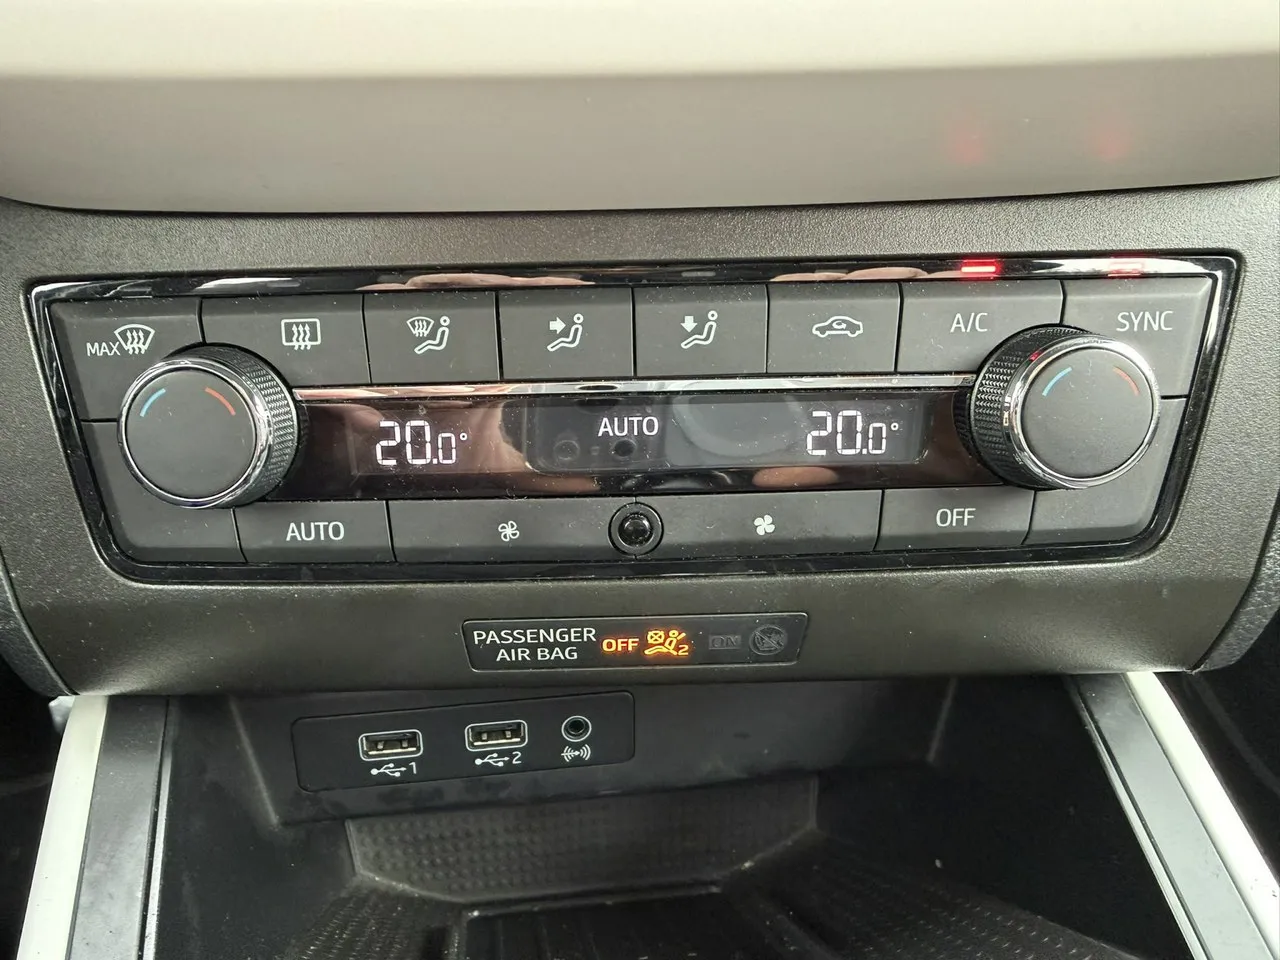 MAX
A/C
SYNC
20.0°
AUTO
20.0°
AUTO
OFF
PASSENGER
AIR BAG
OFF
2
1
2